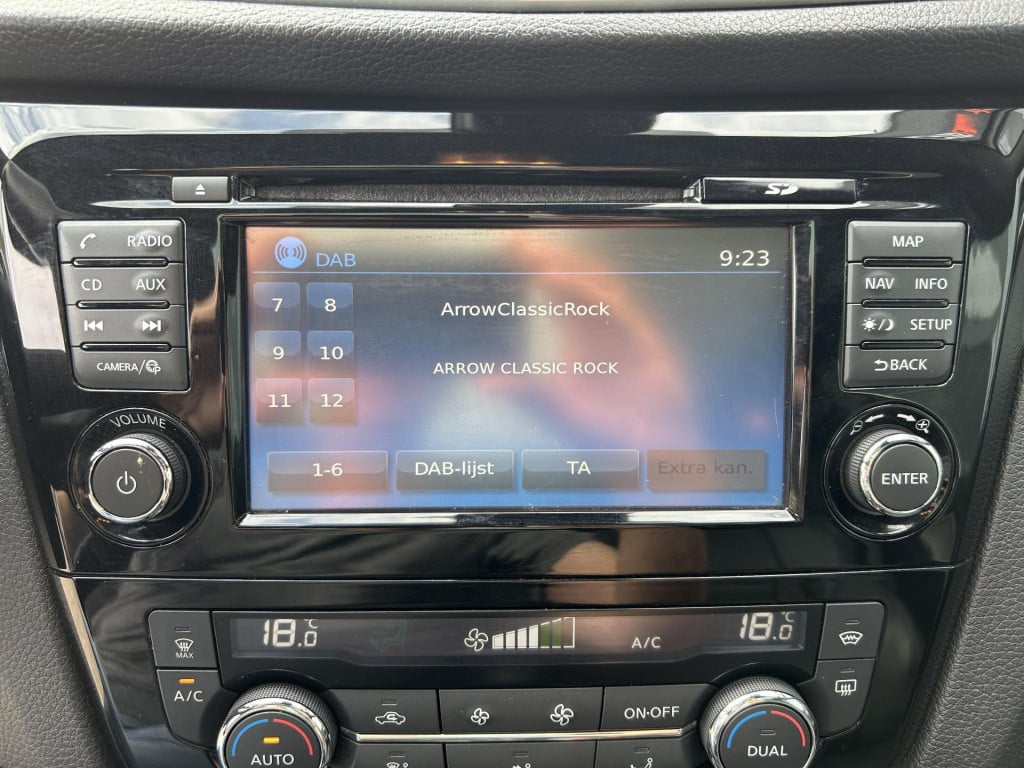 SD
RADIO
CD AUX
CAMERA/
VOLUME
DAB 9:23
7 8
9 10
11 12
ArrowClassicRock
ARROW CLASSIC ROCK
1-6 DAB-lijst TA Extra kan.
MAP
NAV INFO
SETUP
BACK
ENTER
18.0°C A/C 18.0°C
MAX
A/C
ON·OFF
AUTO
DUAL